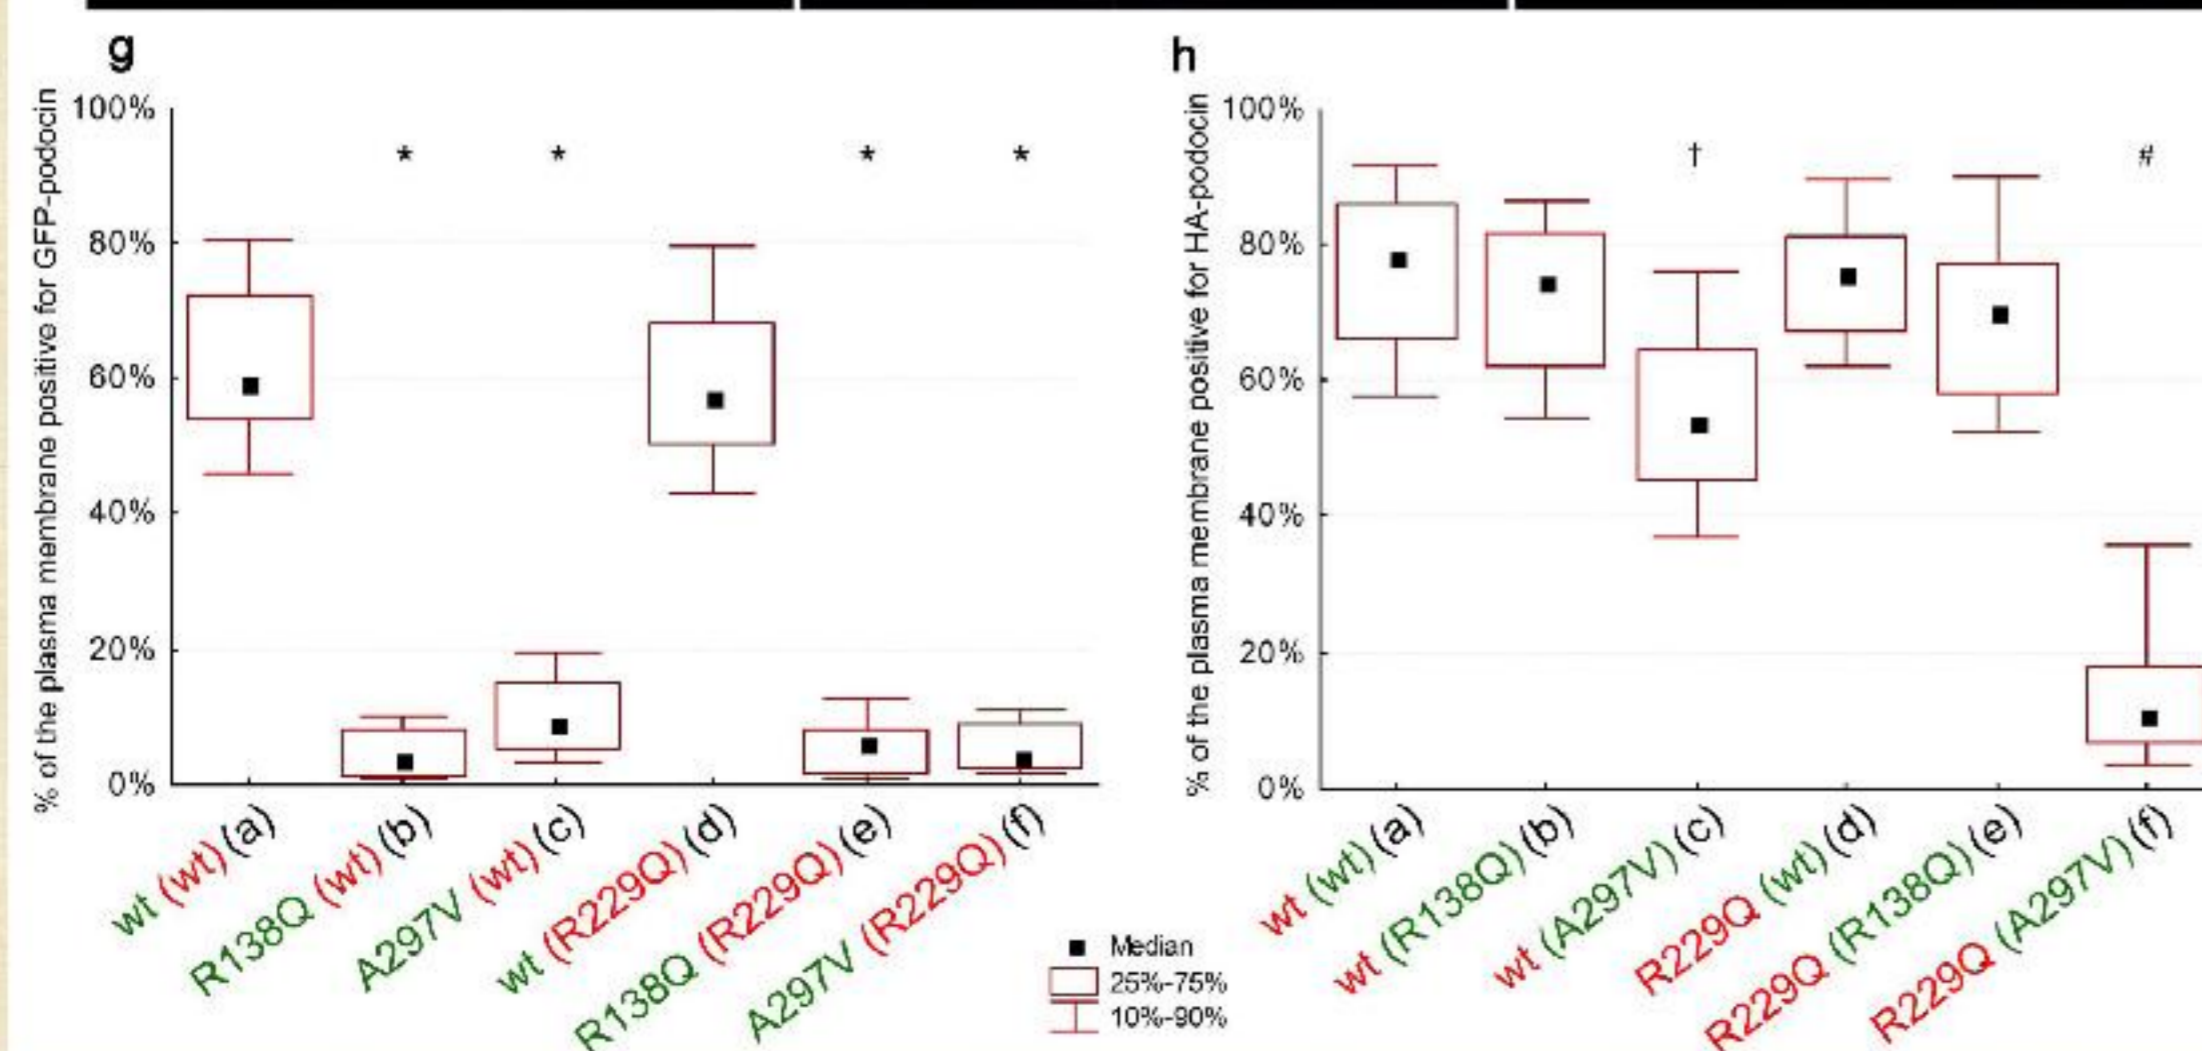 g
% of the plasma membrane positive for GFP-podocin
100%
80%
60%
40%
20%
0%
* * * *
wt (wt) (a)
R138Q (wt) (b)
A297V (wt) (c)
wt (R229Q) (d)
R138Q (R229Q) (e)
A297V (R229Q) (f)
Median
25%-75%
10%-90%
h
% of the plasma membrane positive for HA-podocin
100%
80%
60%
40%
20%
0%
† #
wt (wt) (a)
wt (R138Q) (b)
wt (A297V) (c)
R229Q (wt) (d)
R229Q (R138Q) (e)
R229Q (A297V) (f)